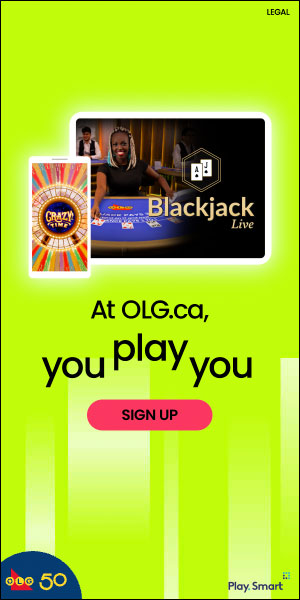 LEGAL
A J
Blackjack
Live
CRAZY
TIME
At OLG.ca,
you play you
SIGN UP
OLG 50
Play. Smart